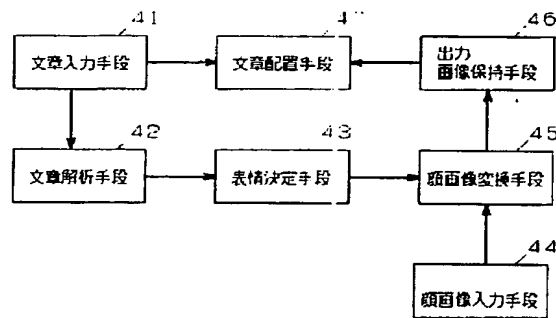 41
文章入力手段
文章配置手段
46
出力
画像保持手段
42
文章解析手段
43
表情決定手段
45
顔画像変換手段
44
顔画像入力手段